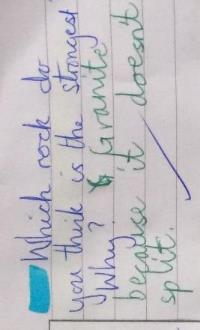 Which rock do
you think is the strongest
Why? Granite
because it doesn't
split.